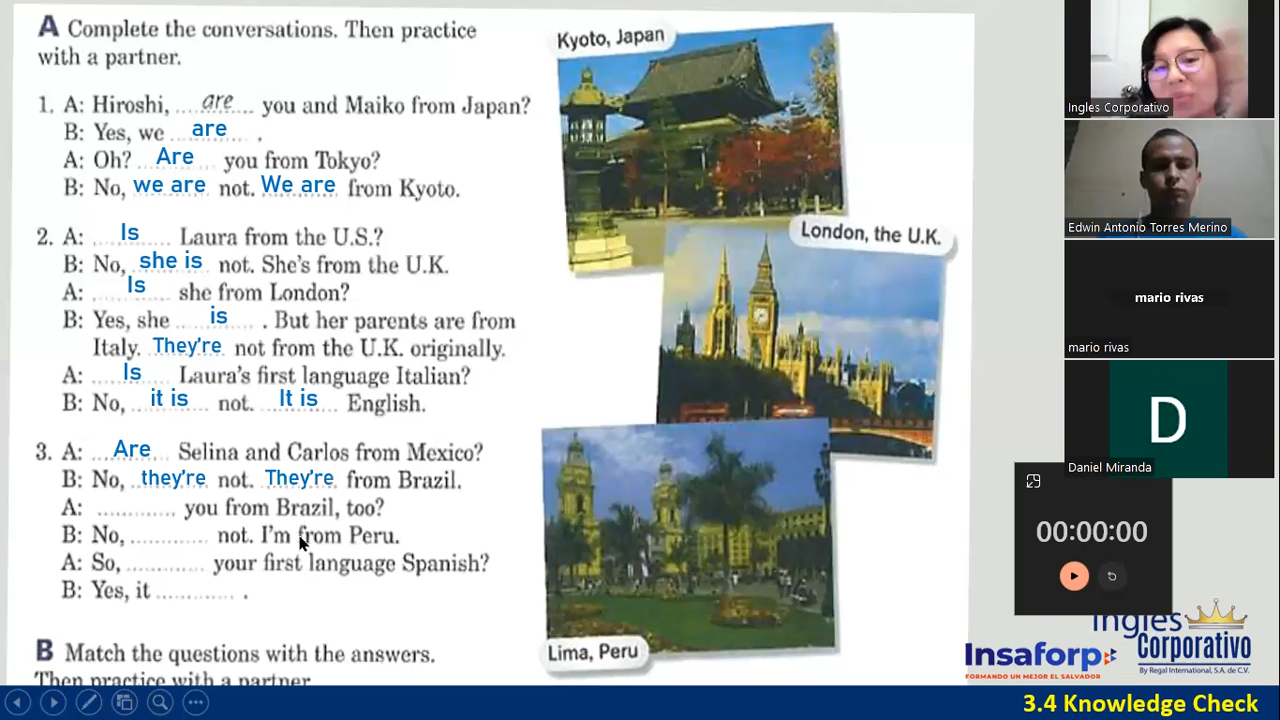 A Complete the conversations. Then practice
with a partner.
1. A: Hiroshi, are you and Maiko from Japan?
B: Yes, we are .
A: Oh? Are you from Tokyo?
B: No, we are not. We are from Kyoto.
2. A: Is Laura from the U.S.?
B: No, she is not. She's from the U.K.
A: Is she from London?
B: Yes, she is . But her parents are from
Italy. They're not from the U.K. originally.
A: Is Laura's first language Italian?
B: No, it is not. It is English.
3. A: Are Selina and Carlos from Mexico?
B: No, they're not. They're from Brazil.
A: ............ you from Brazil, too?
B: No, ............ not. I'm from Peru.
A: So, ............ your first language Spanish?
B: Yes, it ............ .
B Match the questions with the answers.
Then practice with a partner.
Kyoto, Japan
London, the U.K.
Lima, Peru
Ingles Corporativo
Edwin Antonio Torres Merino
mario rivas
mario rivas
D
Daniel Miranda
00:00:00
Insaforp
FORMANDO UN MEJOR EL SALVADOR
Ingles
Corporativo
By Regal International, S.A. de C.V.
3.4 Knowledge Check